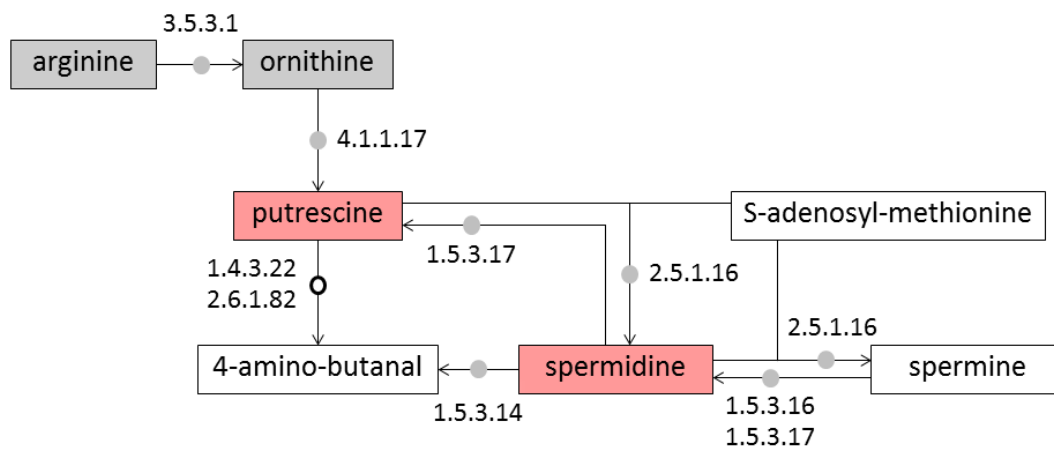 3.5.3.1
arginine
ornithine
4.1.1.17
putrescine
S-adenosyl-methionine
1.5.3.17
1.4.3.22
2.6.1.82
2.5.1.16
2.5.1.16
4-amino-butanal
spermidine
spermine
1.5.3.14
1.5.3.16
1.5.3.17